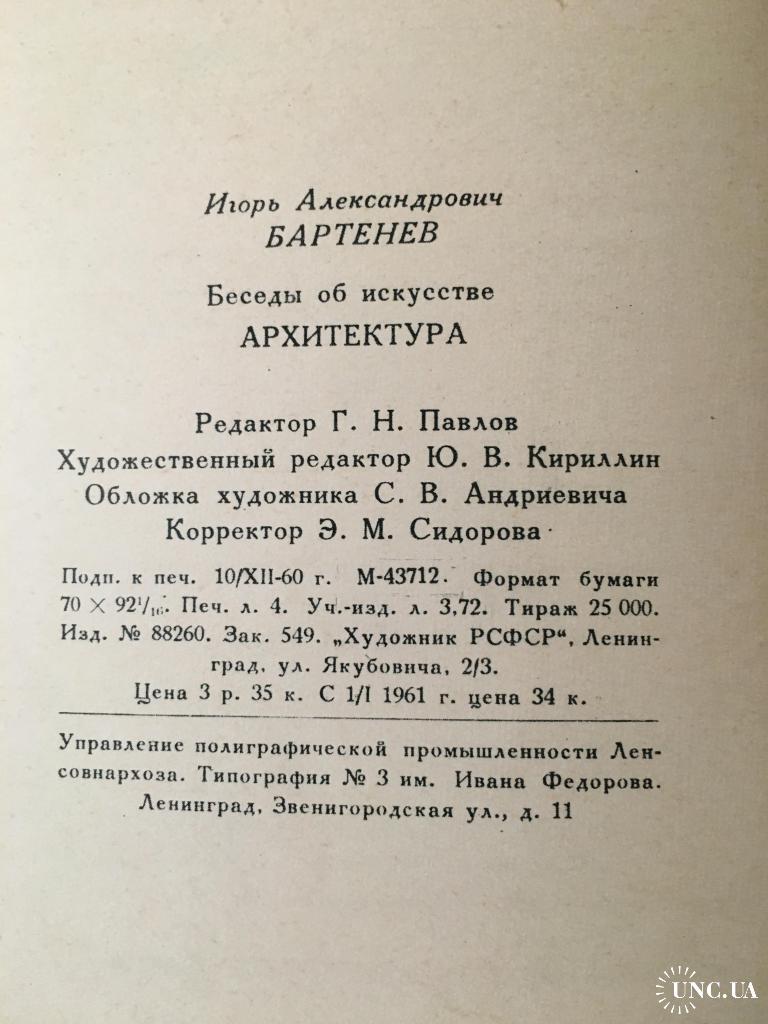 Игорь Александрович
БАРТЕНЕВ
Беседы об искусстве
АРХИТЕКТУРА
Редактор Г. Н. Павлов
Художественный редактор Ю. В. Кириллин
Обложка художника С. В. Андриевича
Корректор Э. М. Сидорова
Подп. к печ. 10/XII-60 г. М-43712. Формат бумаги
70 × 92¹/₁₆. Печ. л. 4. Уч.-изд. л. 3,72. Тираж 25 000.
Изд. № 88260. Зак. 549. „Художник РСФСР“, Ленин-
град, ул. Якубовича, 2/3.
Цена 3 р. 35 к. С 1/I 1961 г. цена 34 к.
Управление полиграфической промышленности Лен-
совнархоза. Типография № 3 им. Ивана Федорова.
Ленинград, Звенигородская ул., д. 11
UNC.UA